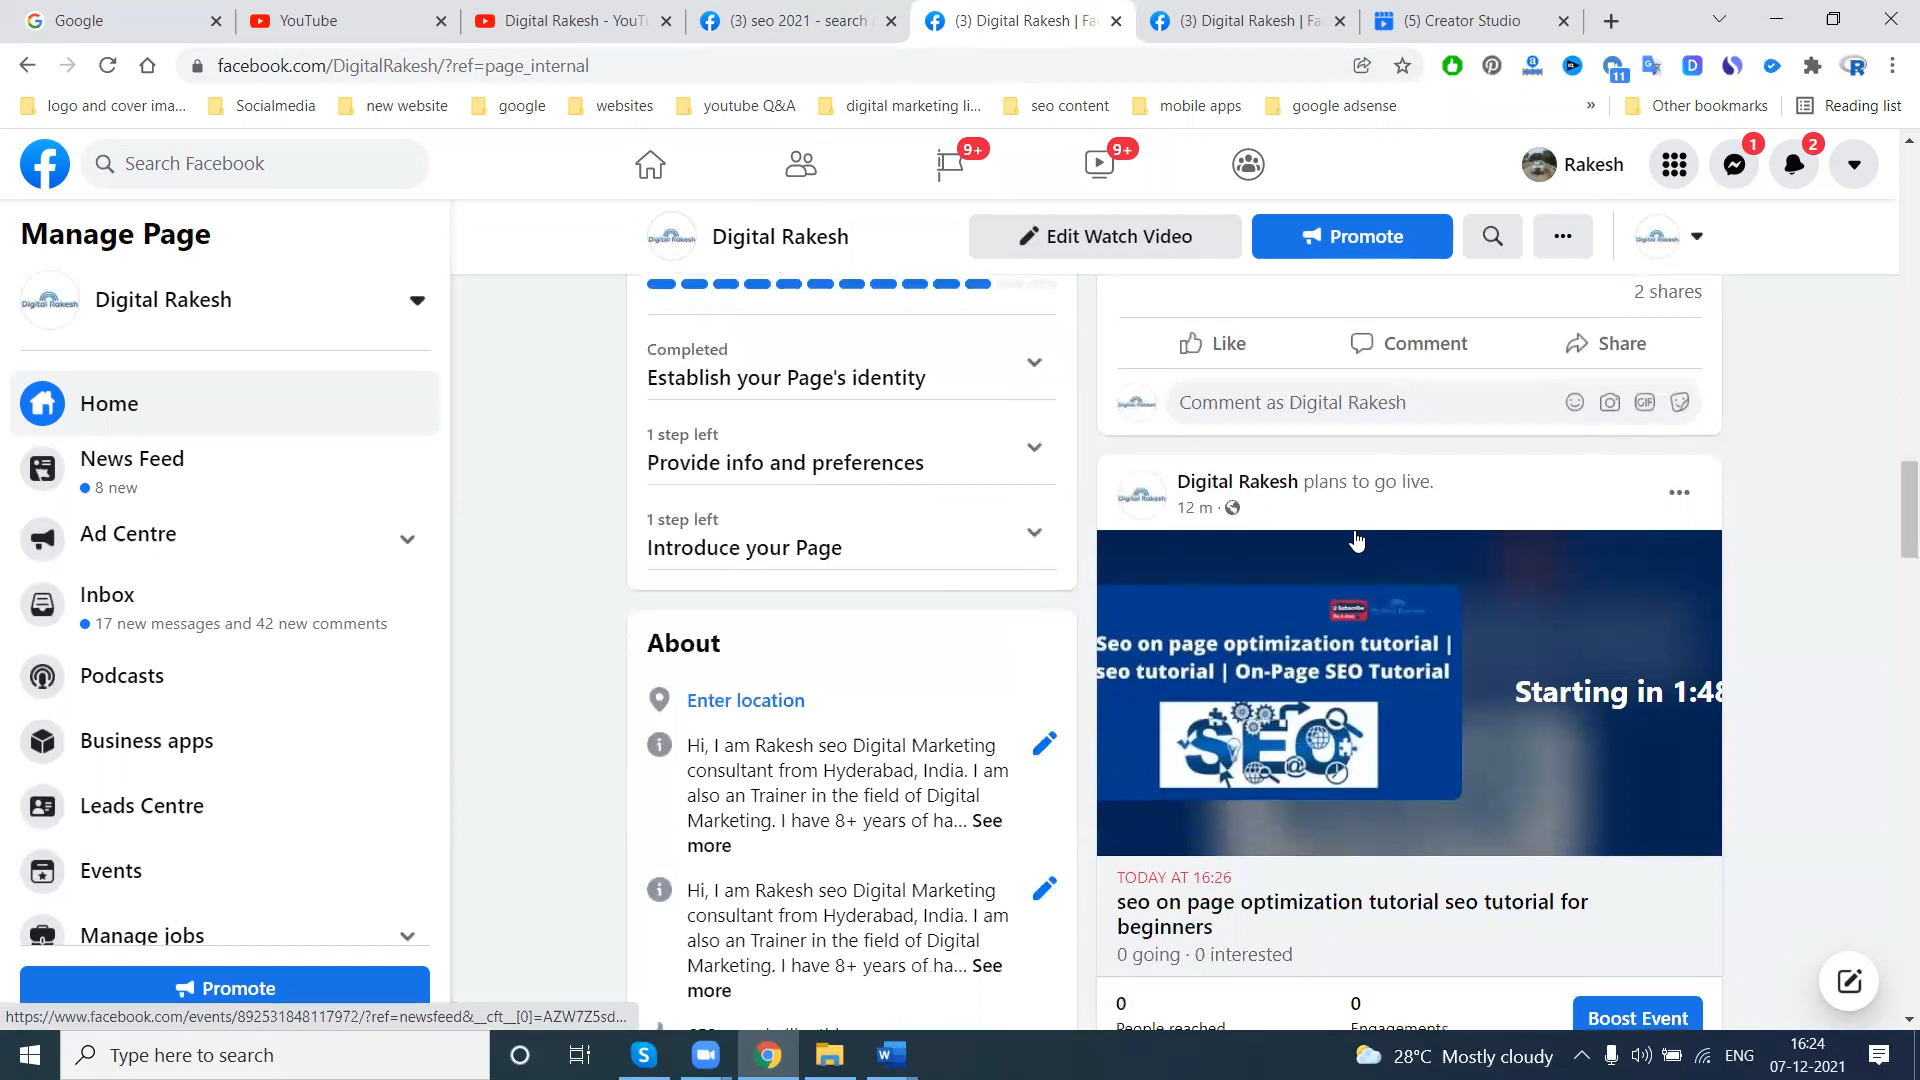 Google
YouTube
Digital Rakesh - YouT
(3) seo 2021 - search
(3) Digital Rakesh | Fa
(3) Digital Rakesh | Fa
(5) Creator Studio
facebook.com/DigitalRakesh/?ref=page_internal
11
logo and cover ima...
Socialmedia
new website
google
websites
youtube Q&A
digital marketing li...
seo content
mobile apps
google adsense
»
Other bookmarks
Reading list
Search Facebook
9+
9+
Rakesh
1
2
Manage Page
Digital Rakesh
Home
News Feed
8 new
Ad Centre
Inbox
17 new messages and 42 new comments
Podcasts
Business apps
Leads Centre
Events
Manage jobs
Promote
https://www.facebook.com/events/892531848117972/?ref=newsfeed&__cft__[0]=AZW7Z5sd...
Digital Rakesh
Edit Watch Video
Promote
Completed
Establish your Page's identity
1 step left
Provide info and preferences
1 step left
Introduce your Page
About
Enter location
Hi, I am Rakesh seo Digital Marketing
consultant from Hyderabad, India. I am
also an Trainer in the field of Digital
Marketing. I have 8+ years of ha... See
more
Hi, I am Rakesh seo Digital Marketing
consultant from Hyderabad, India. I am
also an Trainer in the field of Digital
Marketing. I have 8+ years of ha... See
more
2 shares
Like
Comment
Share
Comment as Digital Rakesh
GIF
Digital Rakesh plans to go live.
12 m
Subscribe
Seo on page optimization tutorial |
seo tutorial | On-Page SEO Tutorial
SEO
Starting in 1:48
TODAY AT 16:26
seo on page optimization tutorial seo tutorial for
beginners
0 going · 0 interested
0
People reached
0
Engagements
Boost Event
Type here to search
28°C Mostly cloudy
ENG
16:24
07-12-2021